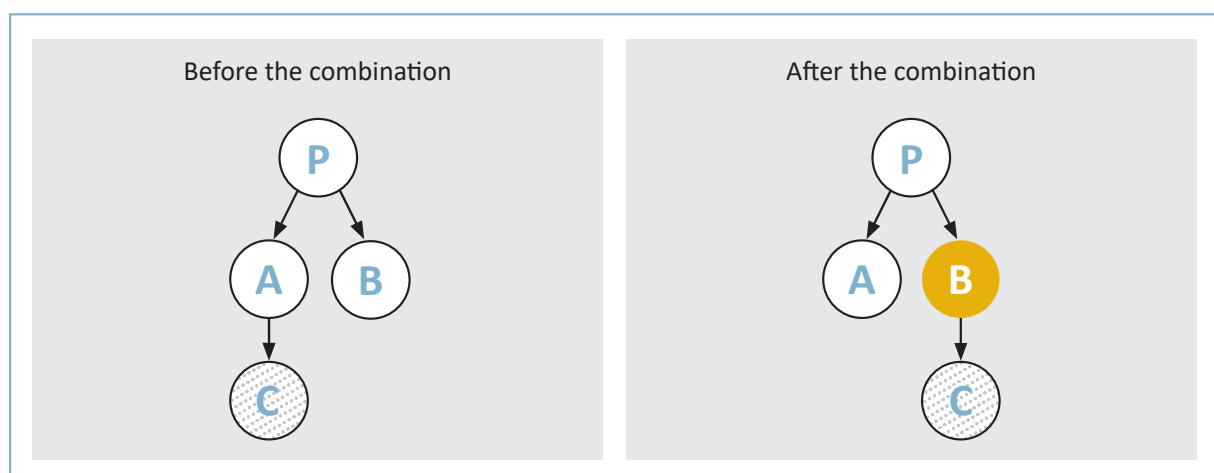 Before the combination
P
A B
C
After the combination
P
A B
C